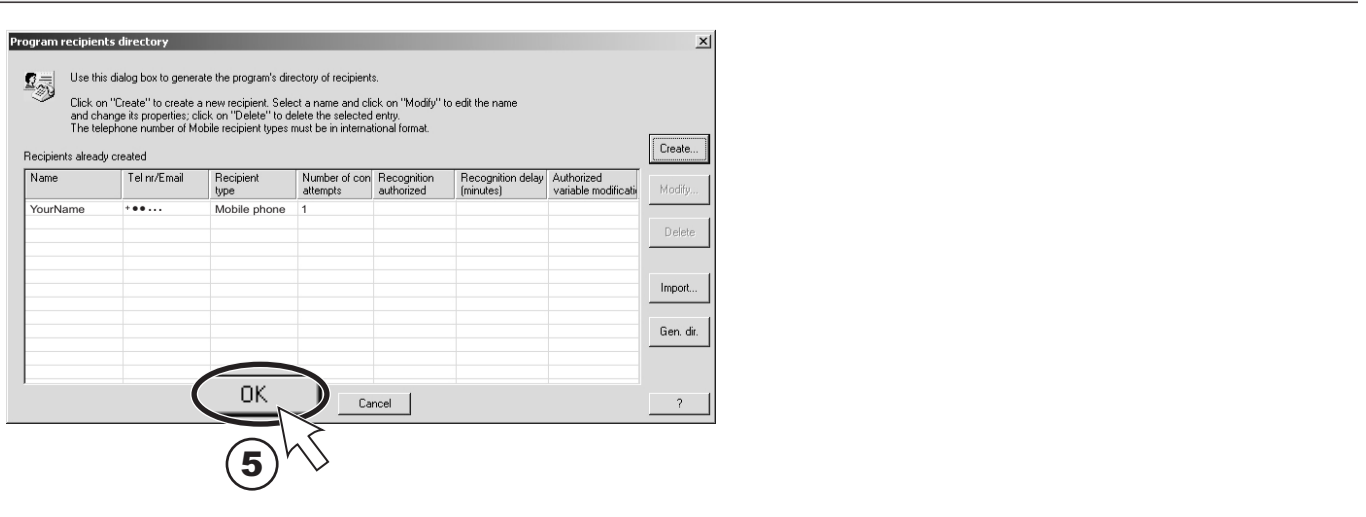 Program recipients directory
Use this dialog box to generate the program's directory of recipients.
Click on "Create" to create a new recipient. Select a name and click on "Modify" to edit the name
and change its properties; click on "Delete" to delete the selected entry.
The telephone number of Mobile recipient types must be in international format.
Recipients already created
Create...
Name Tel nr/Email Recipient type Number of con attempts Recognition authorized Recognition delay (minutes) Authorized variable modificati
Modify...
YourName +●●... Mobile phone 1
Delete
Import...
Gen. dir.
OK
Cancel
?
5